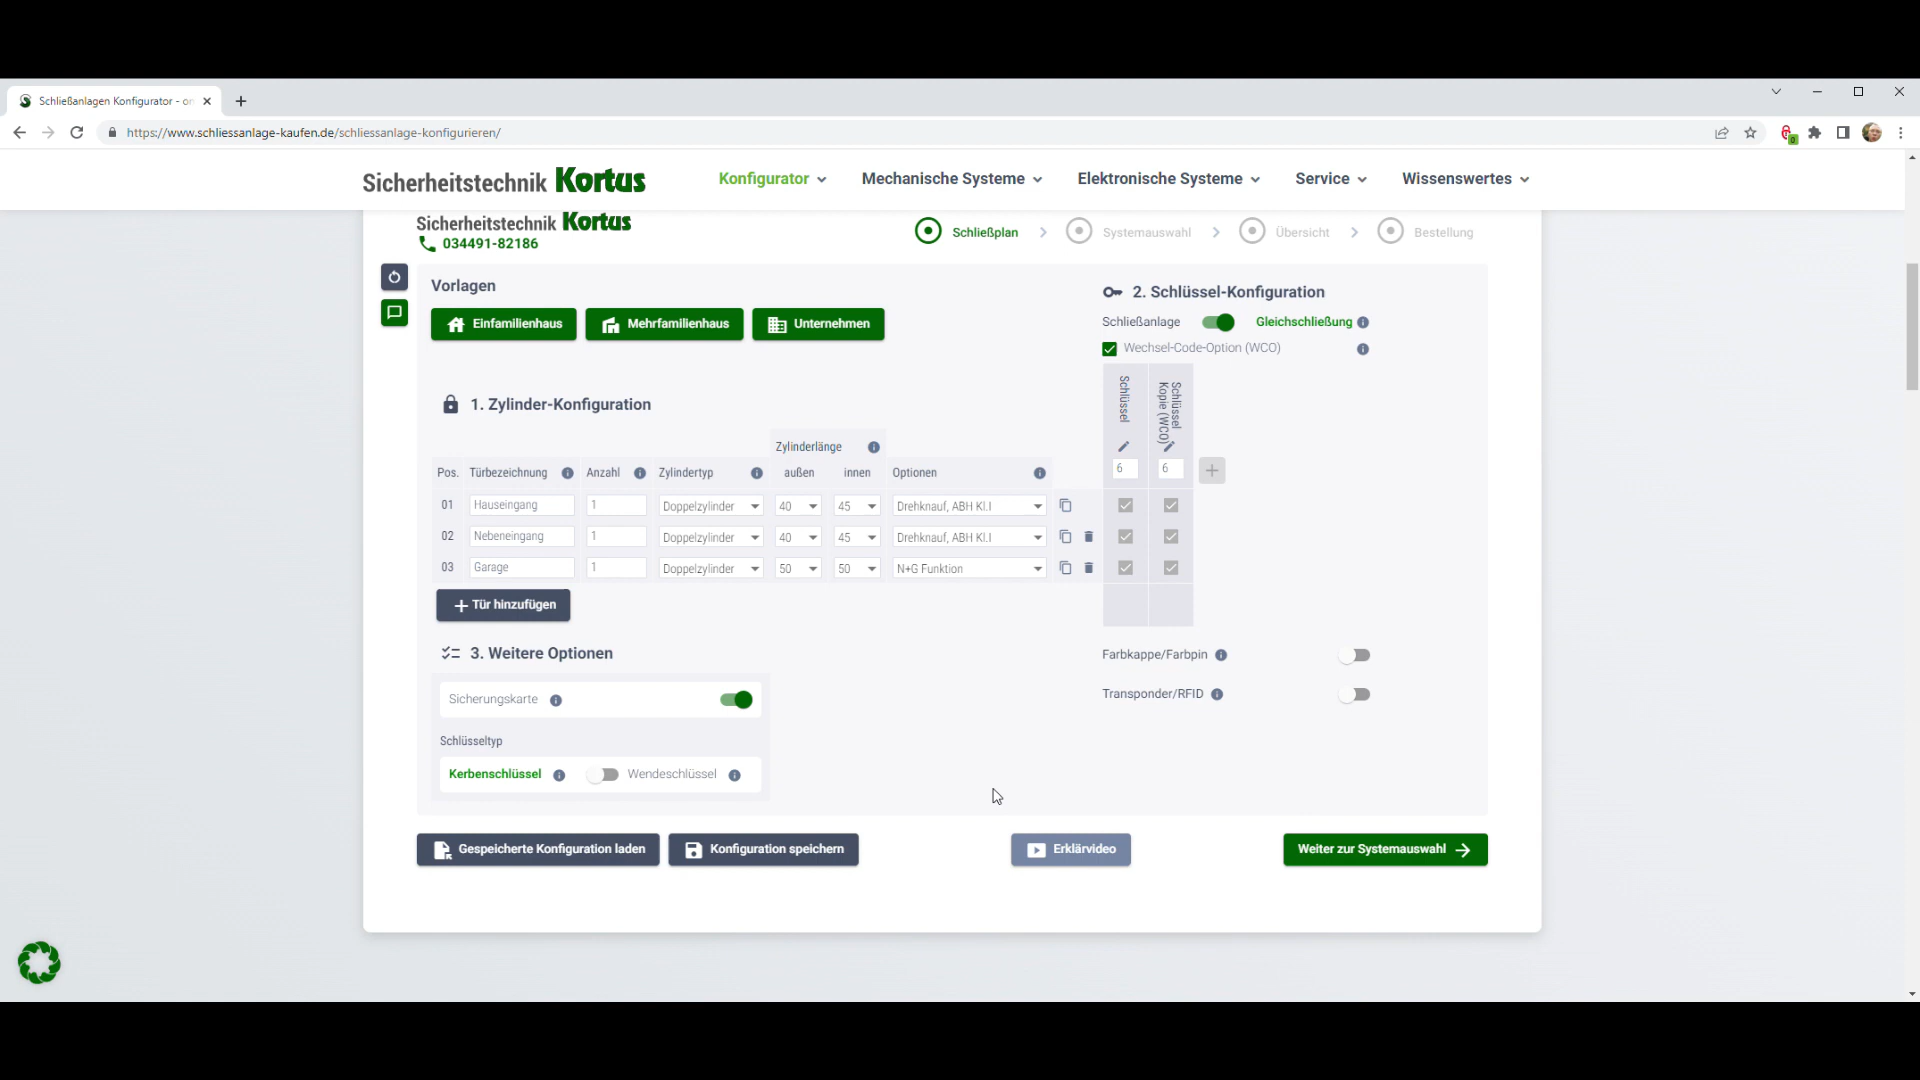 Schließanlagen Konfigurator - on
https://www.schliessanlage-kaufen.de/schliessanlage-konfigurieren/
0
Sicherheitstechnik Kortus
Konfigurator
Mechanische Systeme
Elektronische Systeme
Service
Wissenswertes
Sicherheitstechnik Kortus
034491-82186
Schließplan
Systemauswahl
Übersicht
Bestellung
Vorlagen
Einfamilienhaus
Mehrfamilienhaus
Unternehmen
2. Schlüssel-Konfiguration
Schließanlage Gleichschließung
Wechsel-Code-Option (WCO)
Schlüssel
Schlüssel
Kopie (WCO)
6 6
1. Zylinder-Konfiguration
Zylinderlänge
Pos. Türbezeichnung Anzahl Zylindertyp außen innen Optionen
01 Hauseingang 1 Doppelzylinder 40 45 Drehknauf, ABH Kl.I
02 Nebeneingang 1 Doppelzylinder 40 45 Drehknauf, ABH Kl.I
03 Garage 1 Doppelzylinder 50 50 N+G Funktion
Tür hinzufügen
3. Weitere Optionen
Sicherungskarte
Schlüsseltyp
Kerbenschlüssel Wendeschlüssel
Farbkappe/Farbpin
Transponder/RFID
Gespeicherte Konfiguration laden
Konfiguration speichern
Erklärvideo
Weiter zur Systemauswahl